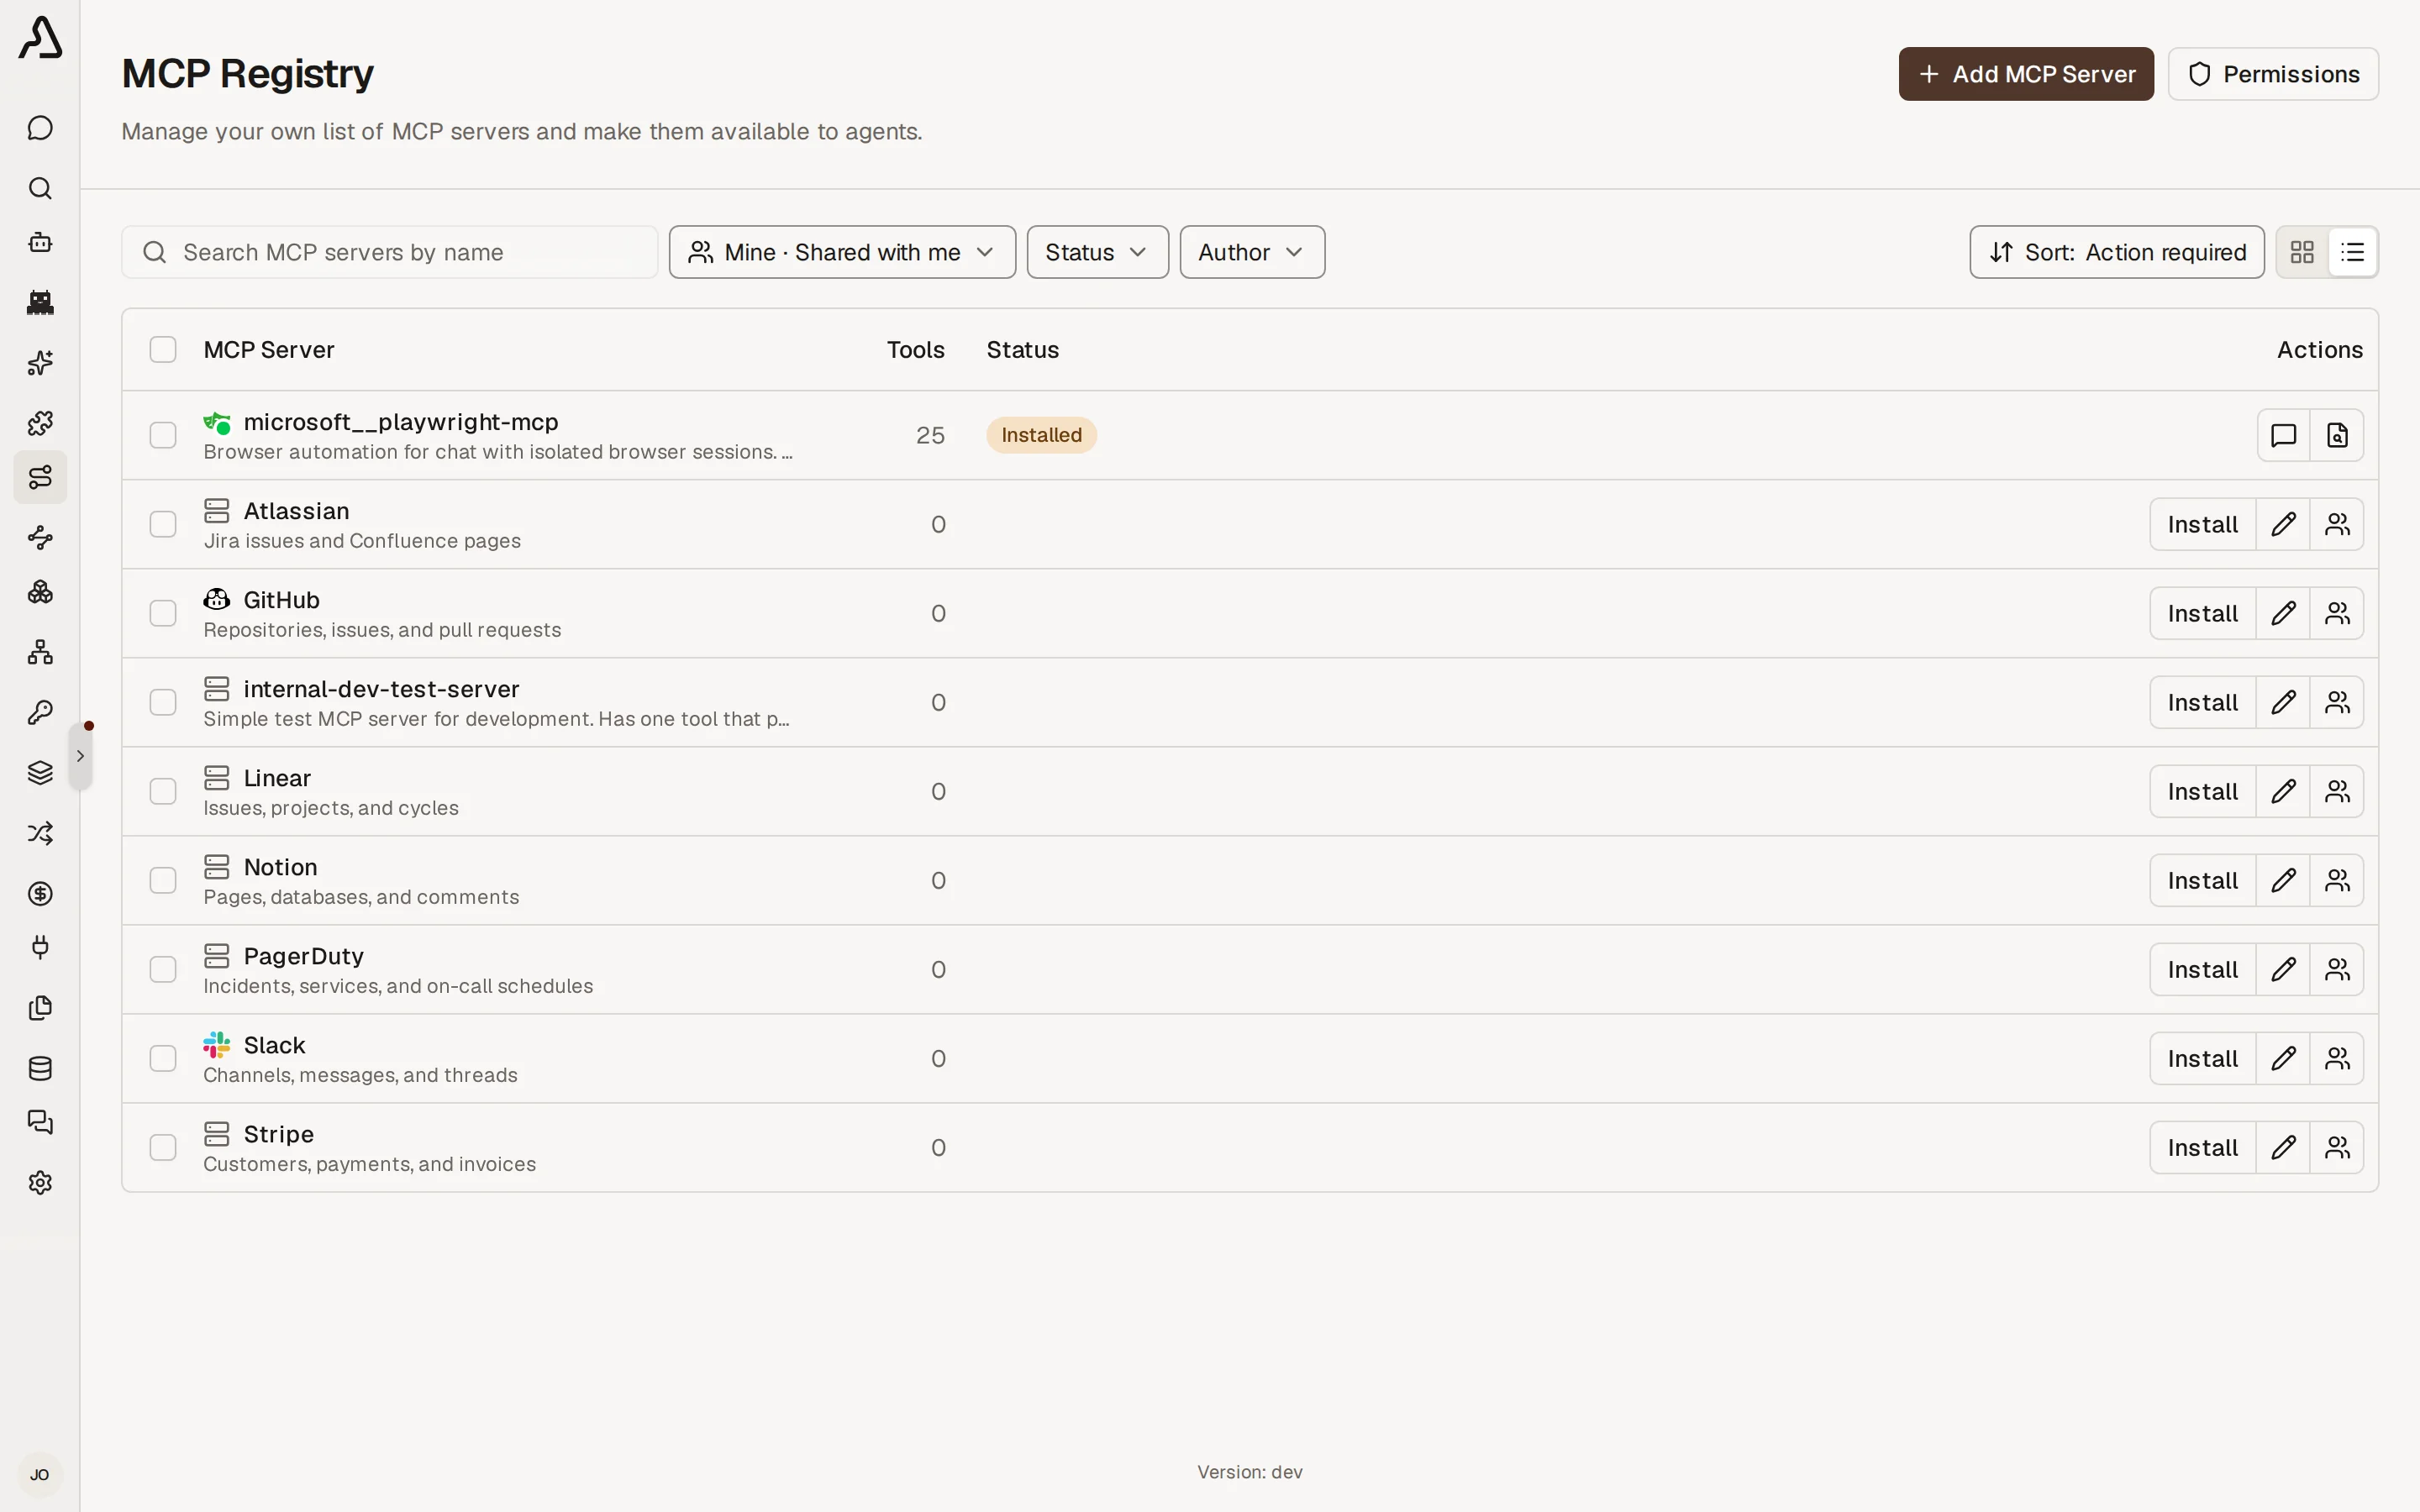 MCP Registry
Add MCP Server
Permissions
Manage your own list of MCP servers and make them available to agents.
Search MCP servers by name
Mine · Shared with me
Status
Author
Sort: Action required
MCP Server
Tools
Status
Actions
microsoft__playwright-mcp
Browser automation for chat with isolated browser sessions. ...
25
Installed
Atlassian
Jira issues and Confluence pages
0
Install
GitHub
Repositories, issues, and pull requests
0
Install
internal-dev-test-server
Simple test MCP server for development. Has one tool that p...
0
Install
Linear
Issues, projects, and cycles
0
Install
Notion
Pages, databases, and comments
0
Install
PagerDuty
Incidents, services, and on-call schedules
0
Install
Slack
Channels, messages, and threads
0
Install
Stripe
Customers, payments, and invoices
0
Install
JO
Version: dev